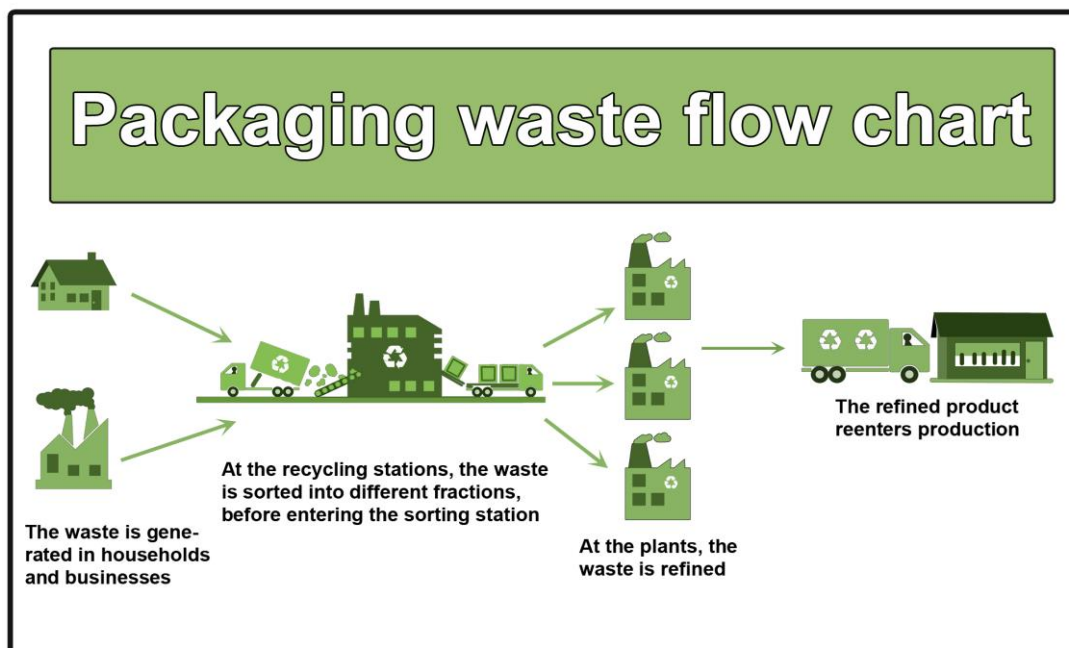 Packaging waste flow chart
The waste is gene-
rated in households
and businesses
At the recycling stations, the waste
is sorted into different fractions,
before entering the sorting station
At the plants, the
waste is refined
The refined product
reenters production